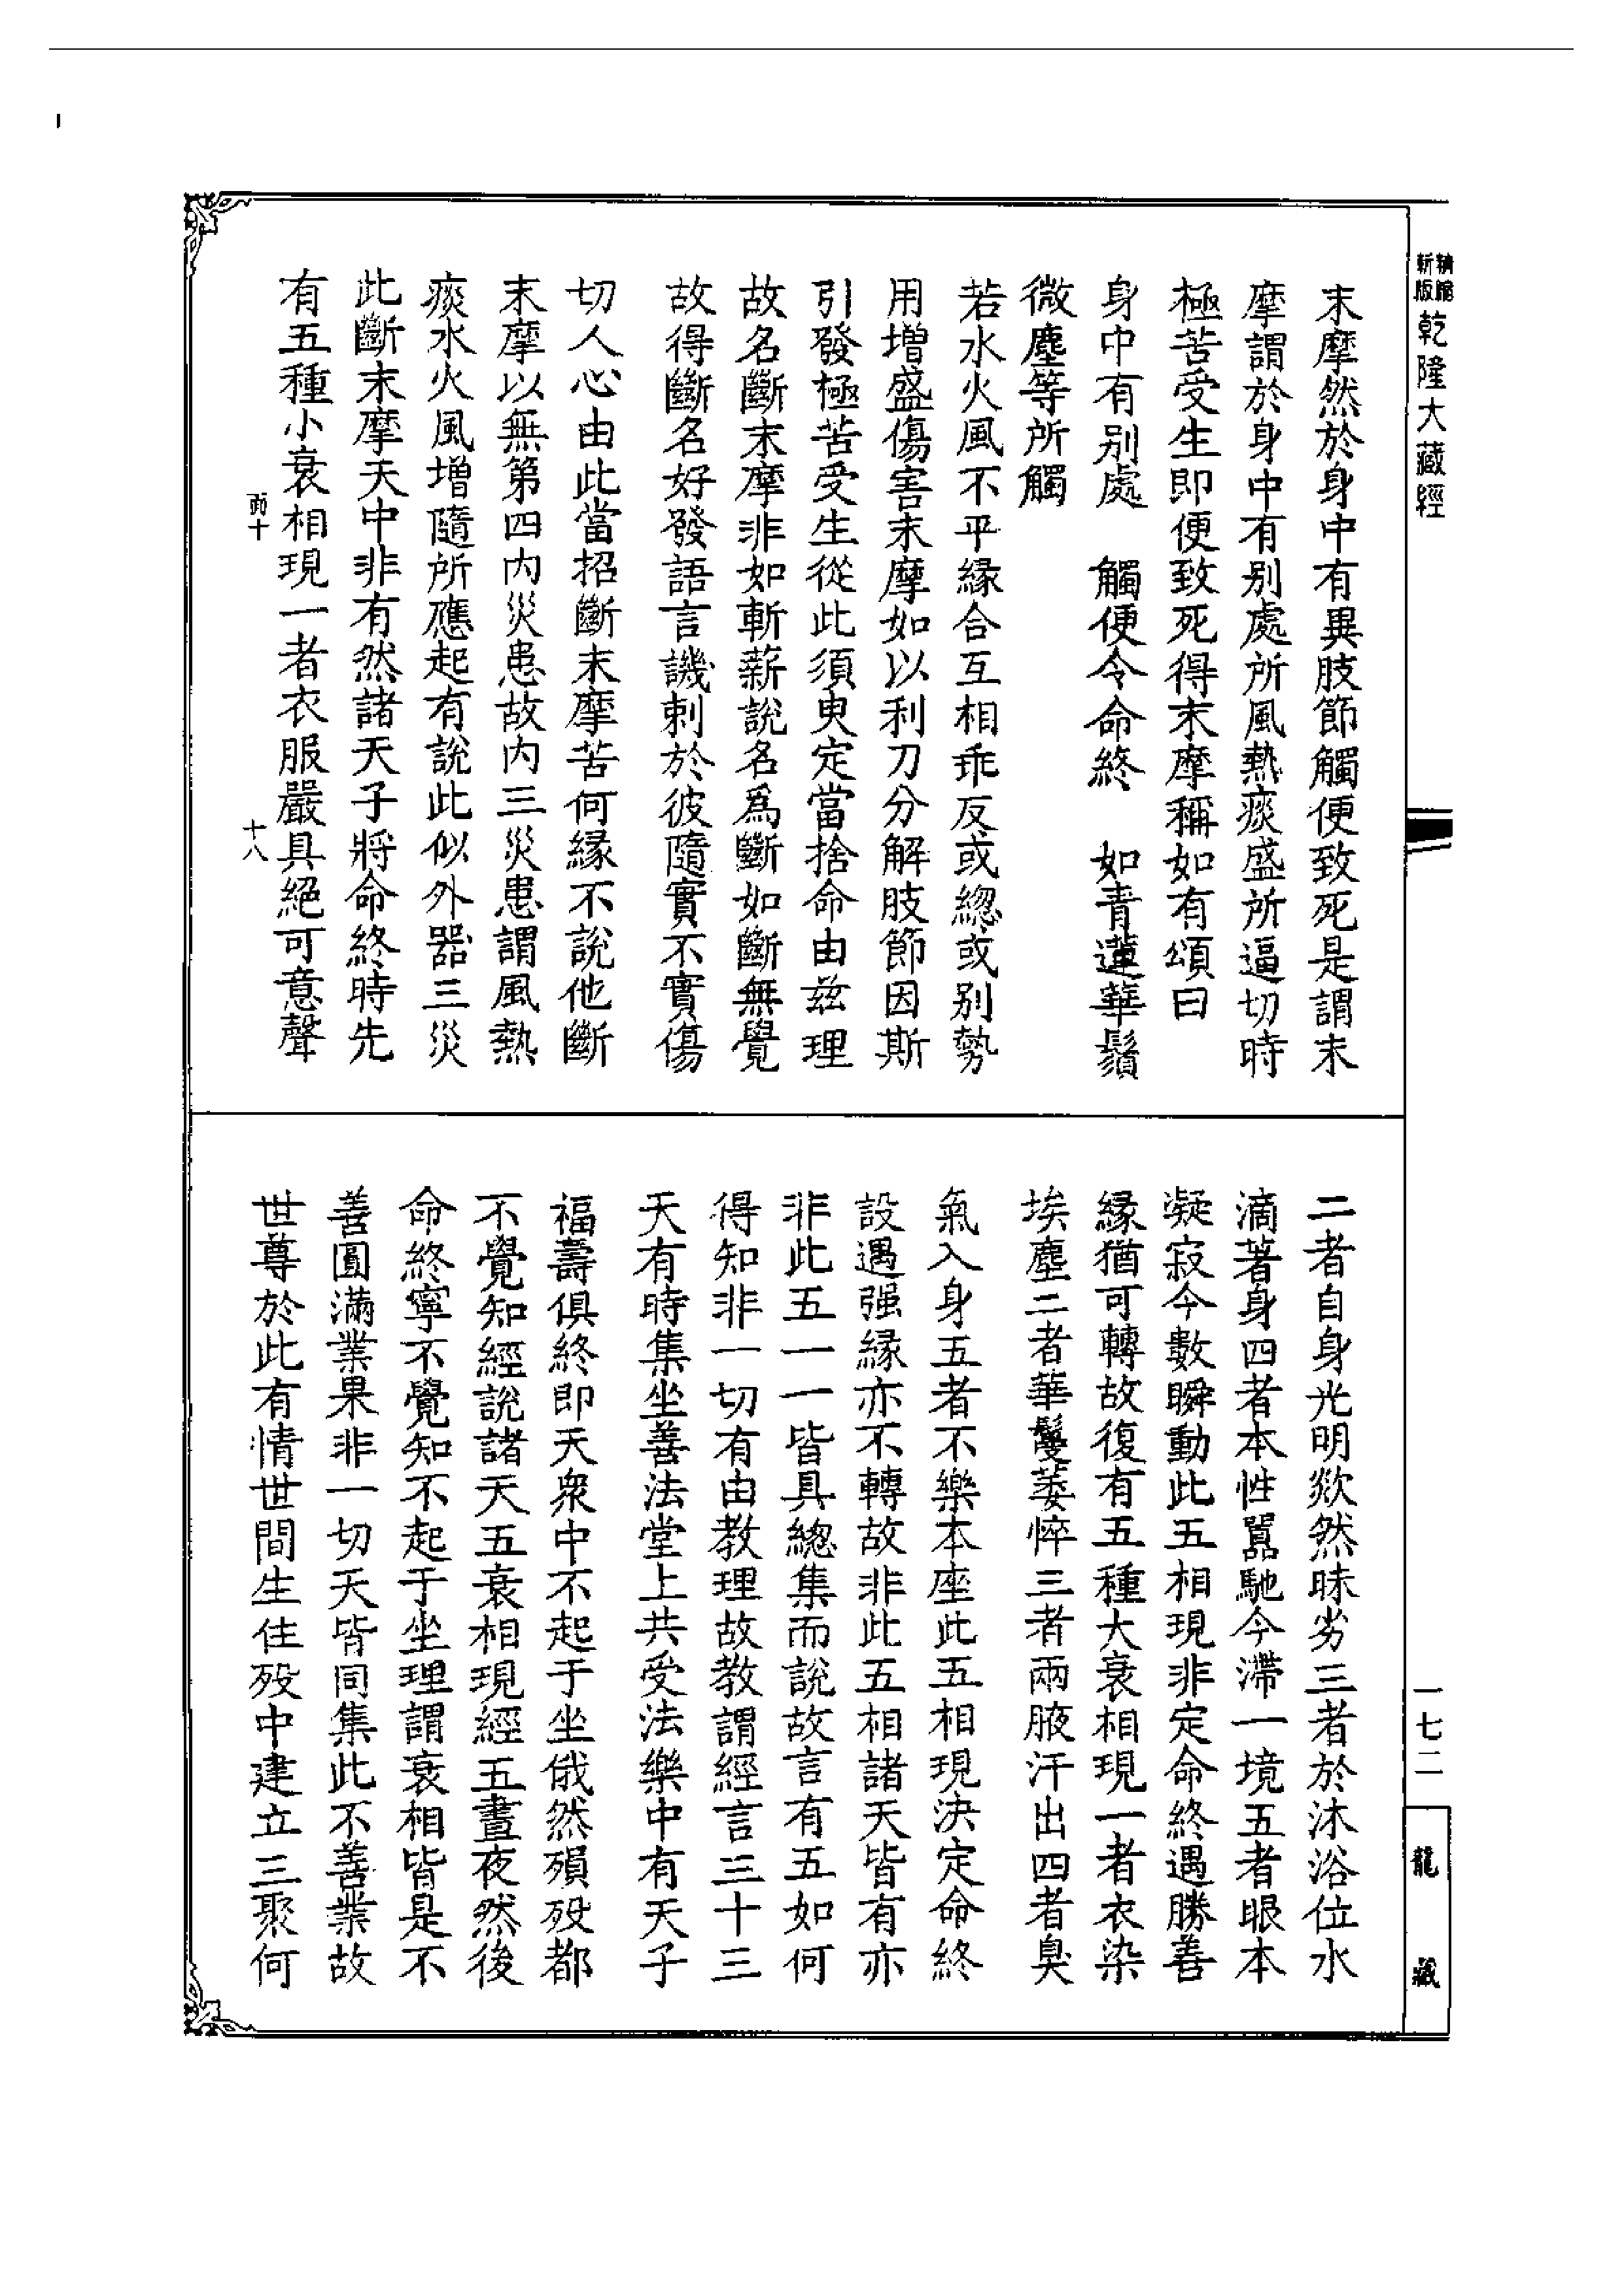 精縮新版乾隆大藏經
末摩然於身中有異肢節觸便致死是謂末
摩謂於身中有別處所風熱痰盛所逼切時
極苦受生即便致死得末摩稱如有頌曰
身中有別處　觸便令命終　如青蓮華鬚
微塵等所觸
若水火風不平緣合互相乖反或總或別勢
用增盛傷害末摩如以利刀分解肢節因斯
引發極苦受生從此須臾定當捨命由茲理
故名斷末摩非如斬薪說名爲斷如斷無覺
故得斷名好發語言譏刺於彼隨實不實傷
切人心由此當招斷末摩苦何緣不說他斷
末摩以無第四內災患故內三災患謂風熱
痰水火風增隨所應起有說此似外器三災
此斷末摩天中非有然諸天子將命終時先
有五種小衰相現一者衣服嚴具絕可意聲
十八
二者自身光明欻然昧劣三者於沐浴位水
滴著身四者本性囂馳今滯一境五者眼本
凝寂今數瞬動此五相現非定命終遇勝善
緣猶可轉故復有五種大衰相現一者衣染
埃塵二者華鬘萎悴三者兩腋汗出四者臭
氣入身五者不樂本座此五相現決定命終
設遇强緣亦不轉故非此五相諸天皆有亦
非此五一一皆具總集而說故言有五如何
得知非一切有由教理故教謂經言三十三
天有時集坐善法堂上共受法樂中有天子
福壽俱終即天衆中不起于坐俄然殞歿都
不覺知經說諸天五衰相現經五晝夜然後
命終寧不覺知不起于坐理謂衰相皆是不
善圓滿業果非一切天皆同集此不善業故
世尊於此有情世間生住歿中建立三聚何
一七二
龍藏